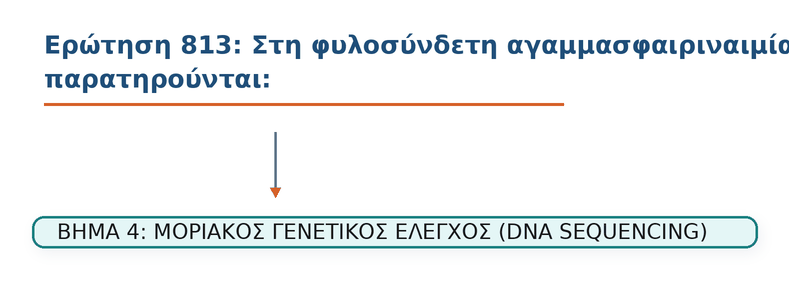 Ερώτηση 813: Στη φυλοσύνδετη αγαμμασφαιριναιμία
παρατηρούνται:
ΒΗΜΑ 4: ΜΟΡΙΑΚΟΣ ΓΕΝΕΤΙΚΟΣ ΕΛΕΓΧΟΣ (DNA SEQUENCING)